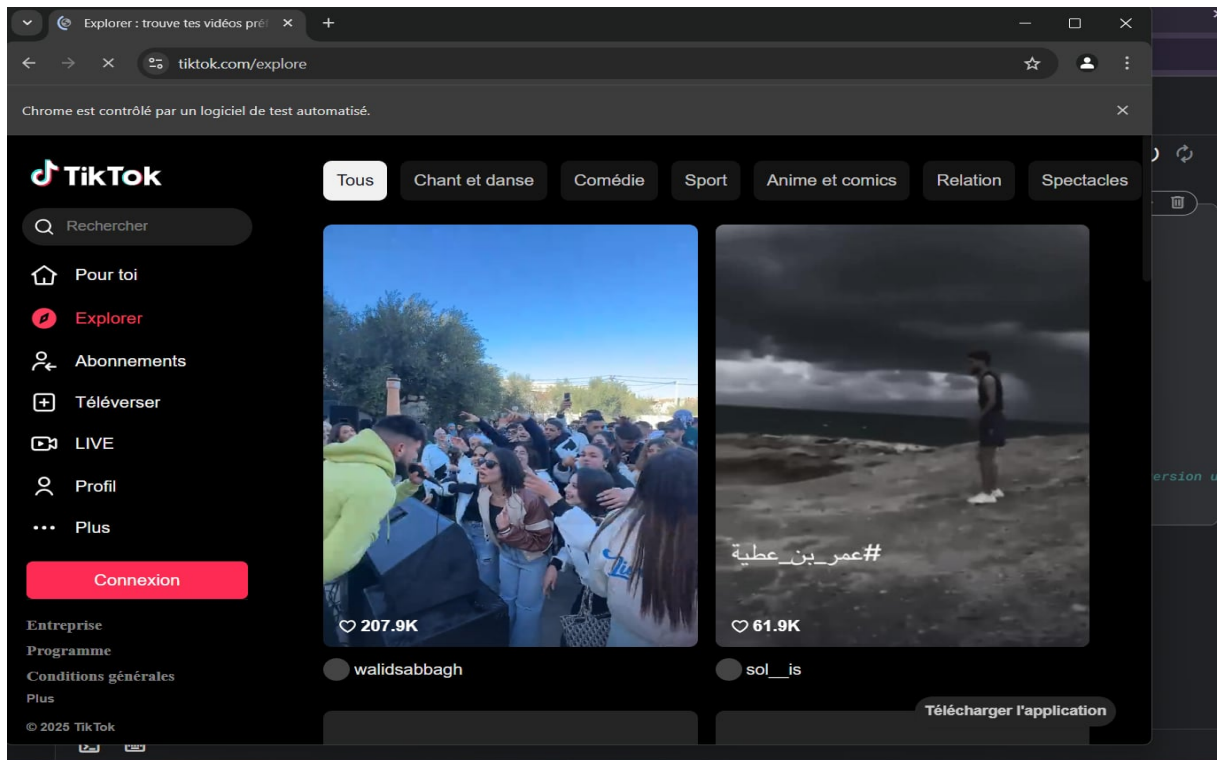 Explorer : trouve tes vidéos pré
tiktok.com/explore
Chrome est contrôlé par un logiciel de test automatisé.
TikTok
Rechercher
Pour toi
Explorer
Abonnements
Téléverser
LIVE
Profil
Plus
Connexion
Entreprise
Programme
Conditions générales
Plus
© 2025 TikTok
Tous
Chant et danse
Comédie
Sport
Anime et comics
Relation
Spectacles
207.9K
walidsabbagh
#عمر_بن_عطية
61.9K
sol__is
Télécharger l'application
ersion u